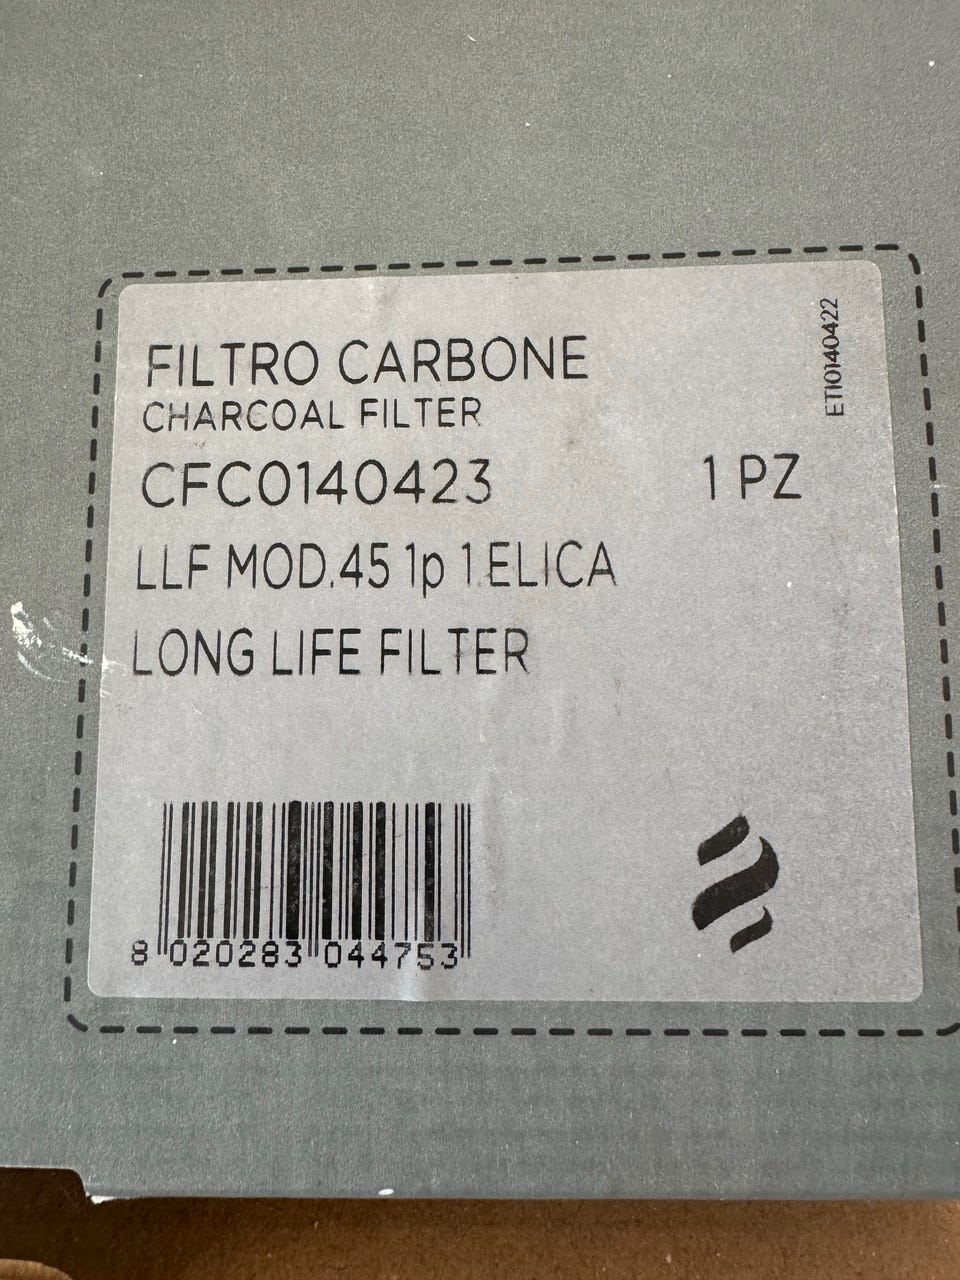 FILTRO CARBONE
CHARCOAL FILTER
CFC0140423 1 PZ
LLF MOD.45 1p 1.ELICA
LONG LIFE FILTER
8 020283 044753
ETI0140422